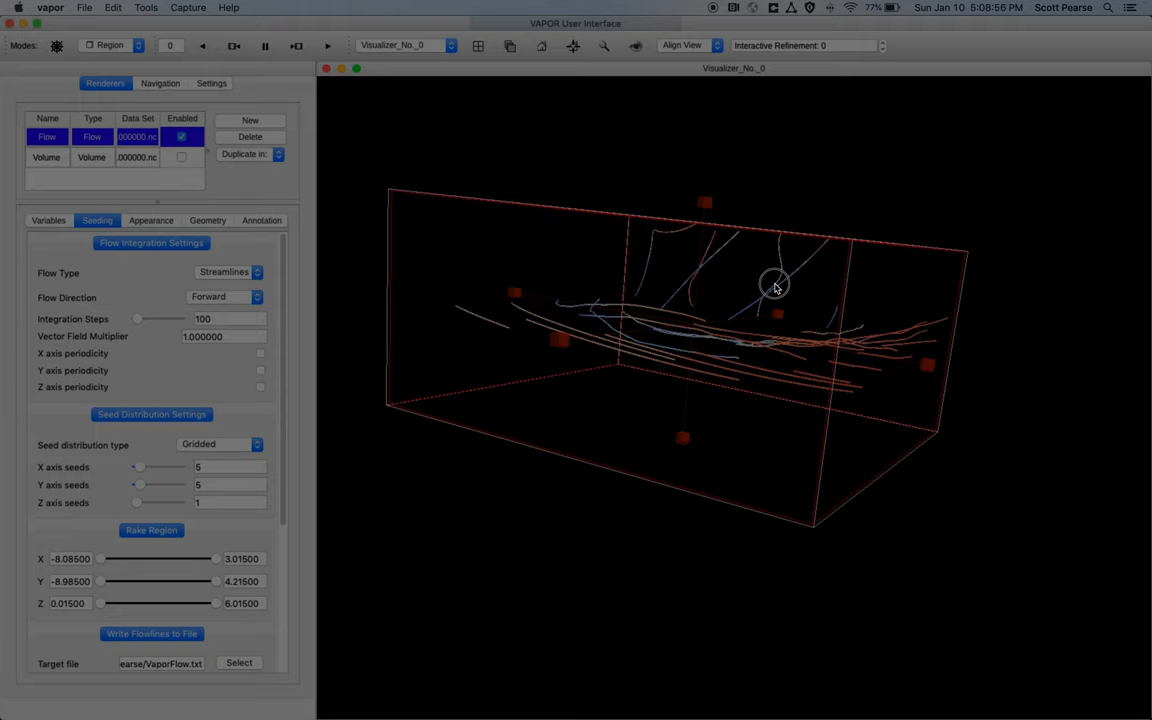 vapor File Edit Tools Capture Help 77% Sun Jan 10 5:08:56 PM Scott Pearse
VAPOR User Interface
Modes: Region 0 Visualizer_No._0 Align View Interactive Refinement: 0
Visualizer_No._0
Renderers Navigation Settings
Name Type Data Set Enabled New
Flow Flow 000000.nc Delete
Volume Volume .000000.nc Duplicate in:
Variables Seeding Appearance Geometry Annotation
Flow Integration Settings
Flow Type Streamlines
Flow Direction Forward
Integration Steps 100
Vector Field Multiplier 1.000000
X axis periodicity
Y axis periodicity
Z axis periodicity
Seed Distribution Settings
Seed distribution type Gridded
X axis seeds 5
Y axis seeds 5
Z axis seeds 1
Rake Region
X -8.08500 3.01500
Y -8.98500 4.21500
Z 0.01500 6.01500
Write Flowlines to File
Target file earse/VaporFlow.txt Select